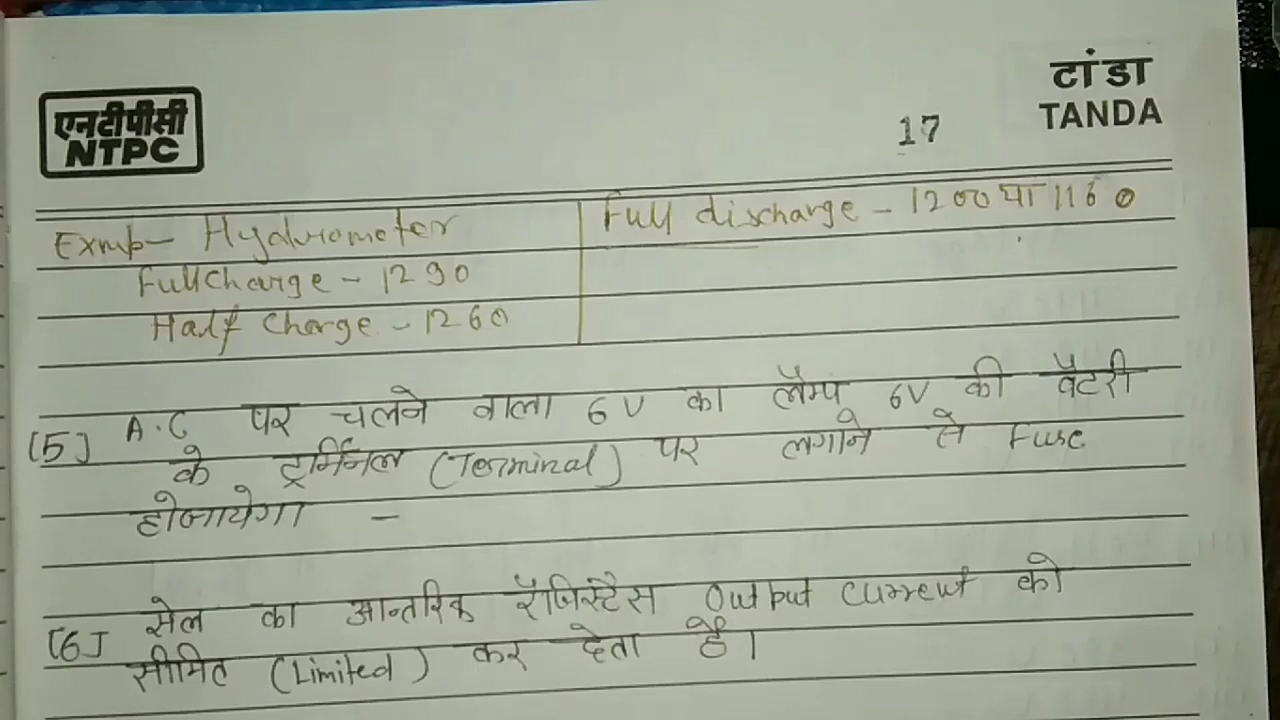 एनटीपीसी
NTPC
17
टांडा
TANDA
Exmp- Hydrometer
Full charge - 1290
Half Charge - 1260
Full discharge - 1200 या 1160
[5] A.C पर चलने वाला 6V का लैम्प 6V की बैटरी
के टर्मिनल (Terminal) पर लगाने से Fuse
होजायेगा -
[6] सेल का आन्तरिक रैजिस्टैंस Output current को
सीमित (Limited) कर देता है।